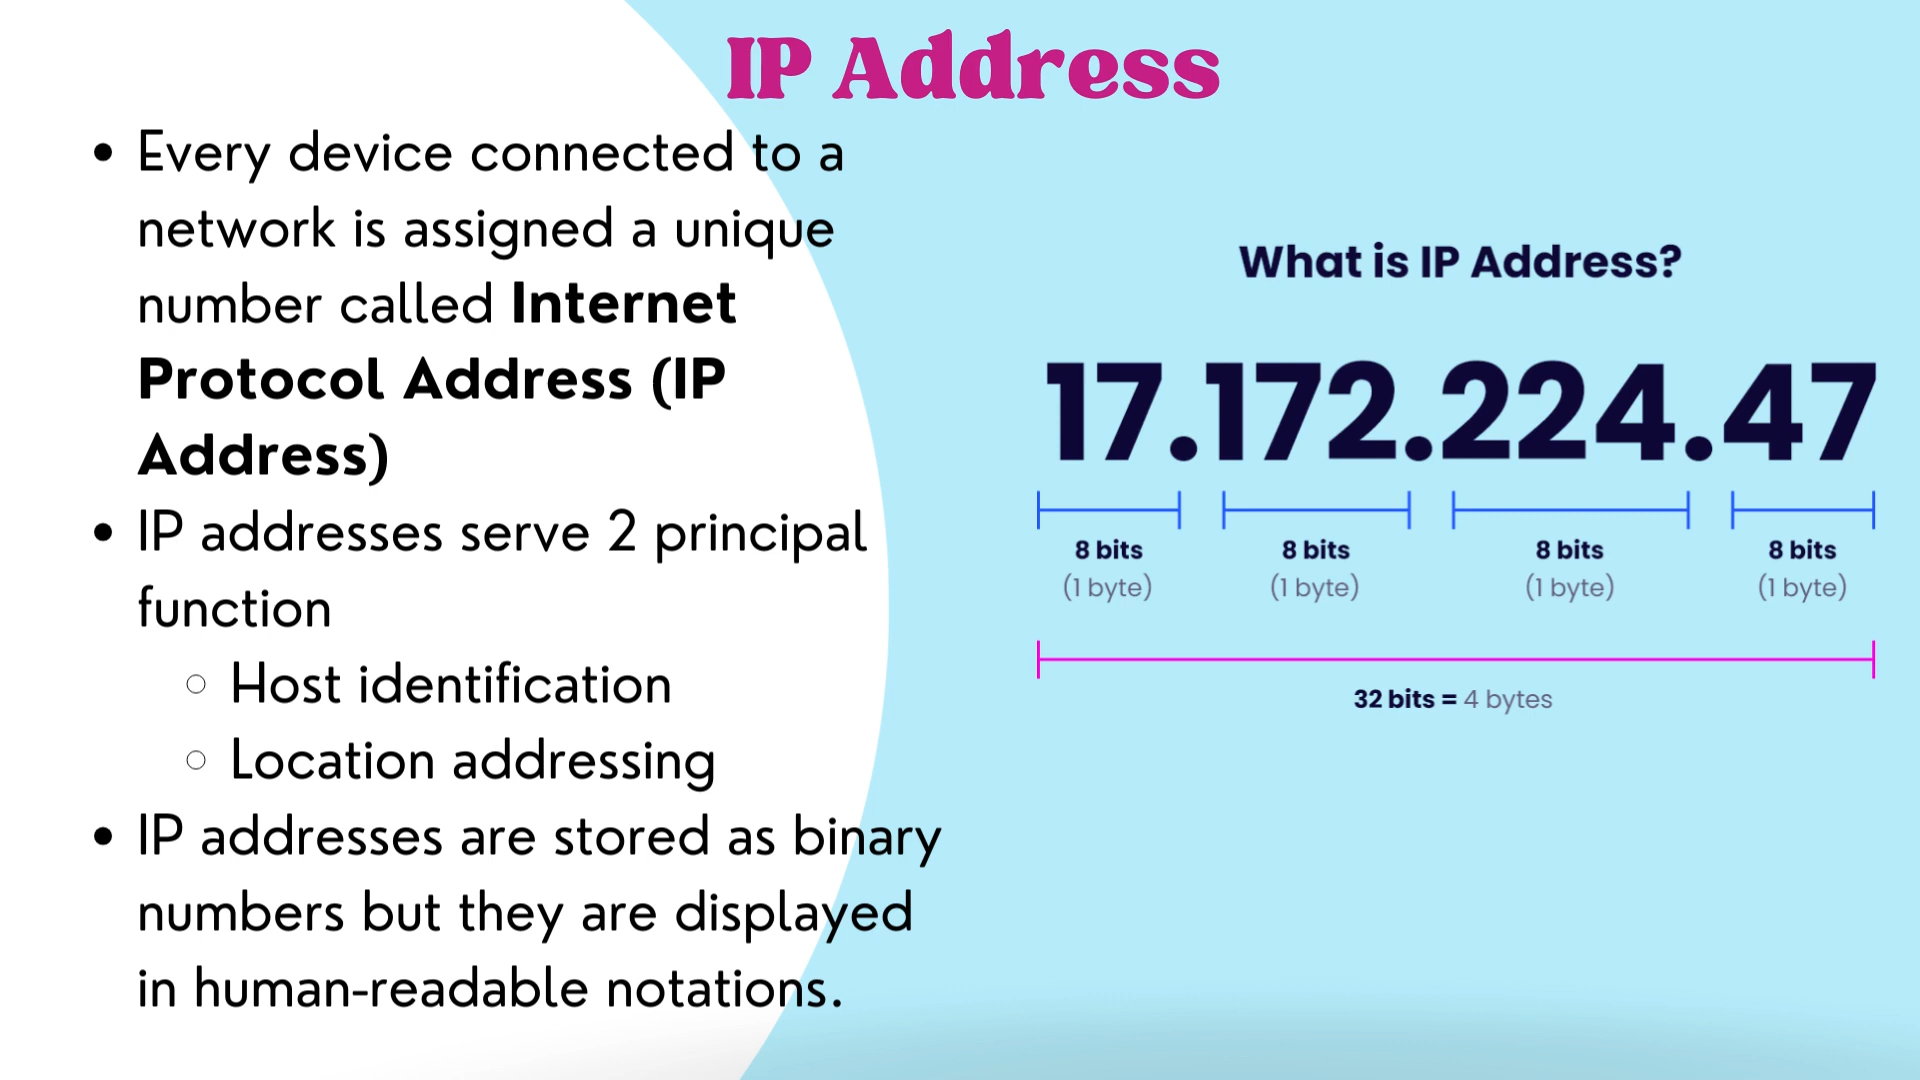 IP Address
• Every device connected to a
network is assigned a unique
number called Internet
Protocol Address (IP
Address)
• IP addresses serve 2 principal
function
○ Host identification
○ Location addressing
• IP addresses are stored as binary
numbers but they are displayed
in human-readable notations.
What is IP Address?
17.172.224.47
8 bits 8 bits 8 bits 8 bits
(1 byte) (1 byte) (1 byte) (1 byte)
32 bits = 4 bytes